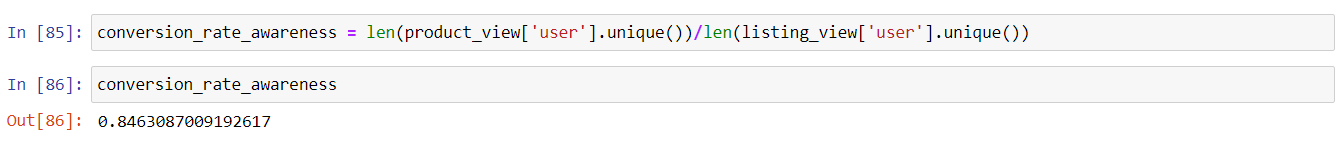 In [85]: conversion_rate_awareness = len(product_view['user'].unique())/len(listing_view['user'].unique())
In [86]: conversion_rate_awareness
Out[86]: 0.8463087009192617